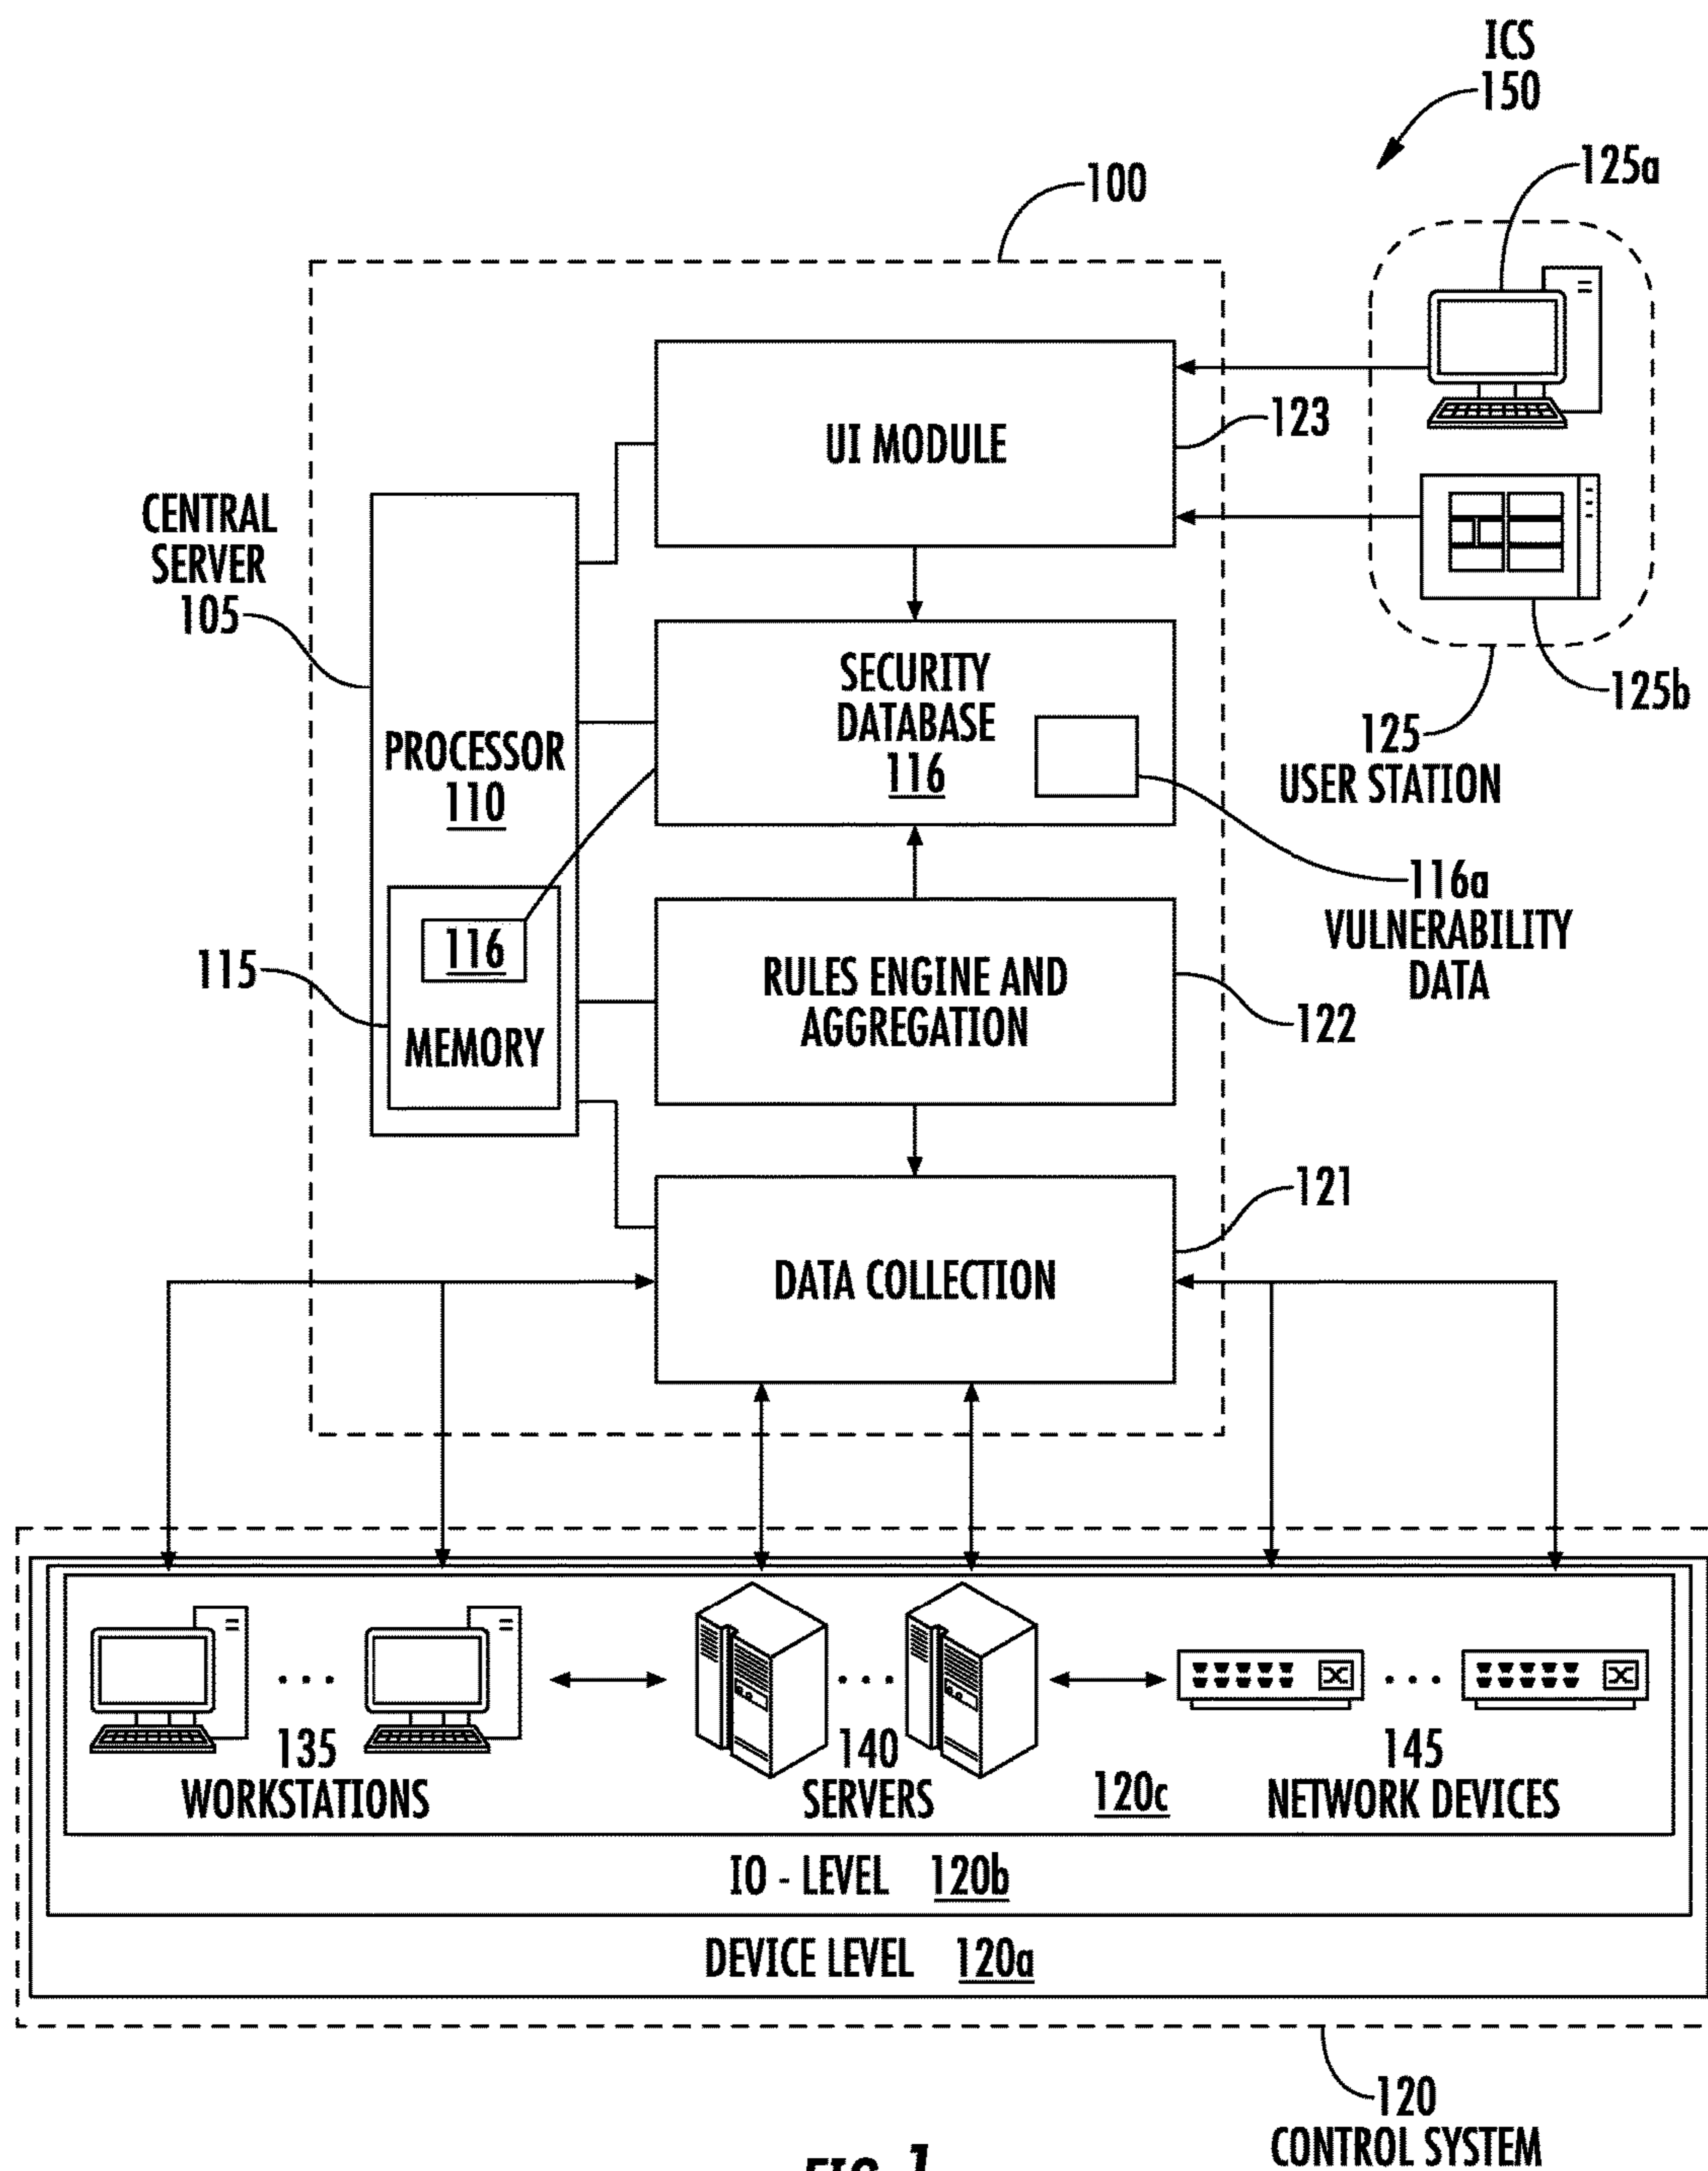 ICS
150
125a
100
123
UI MODULE
CENTRAL
SERVER
105
SECURITY
DATABASE
116
125b
125
USER STATION
PROCESSOR
110
116a
VULNERABILITY
DATA
116
115
MEMORY
RULES ENGINE AND
AGGREGATION
122
121
DATA COLLECTION
135
WORKSTATIONS
140
SERVERS
120c
145
NETWORK DEVICES
IO - LEVEL 120b
DEVICE LEVEL 120a
120
CONTROL SYSTEM
FIG. 1